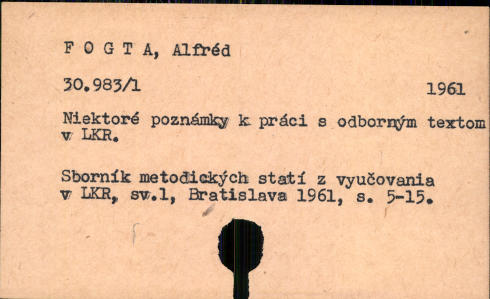 F O G T A, Alfréd
30.983/1 1961
Niektoré poznámky k práci s odborným textom
v LKR.
Sborník metodických statí z vyučovania
v LKR, sv.1, Bratislava 1961, s. 5-15.